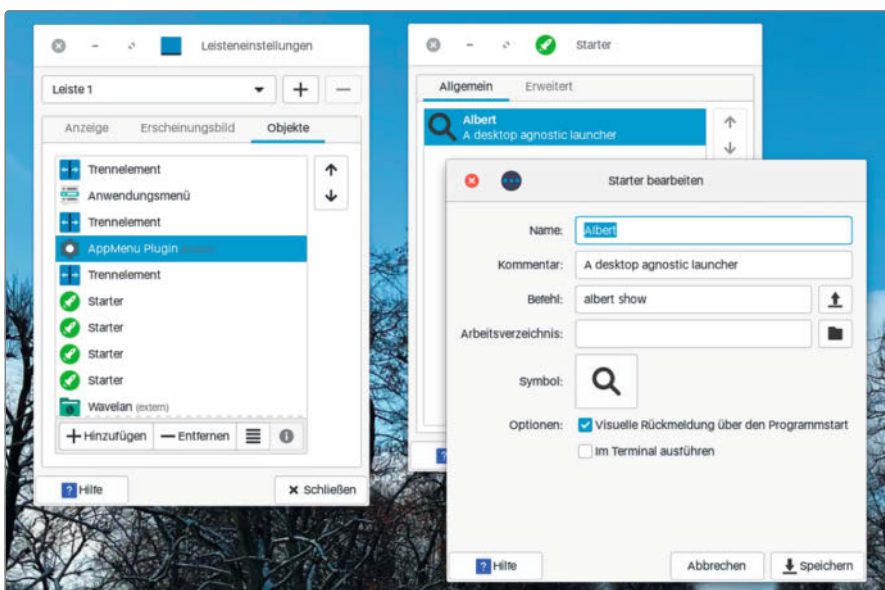 Leisteneinstellungen
Leiste 1
Anzeige Erscheinungsbild Objekte
Trennelement
Anwendungsmenü
Trennelement
AppMenu Plugin
Trennelement
Starter
Starter
Starter
Starter
Wavelan (extern)
Hinzufügen Entfernen
? Hilfe Schließen
Starter
Allgemein Erweitert
Albert
A desktop agnostic launcher
?
Starter bearbeiten
Name: Albert
Kommentar: A desktop agnostic launcher
Befehl: albert show
Arbeitsverzeichnis:
Symbol:
Optionen: Visuelle Rückmeldung über den Programmstart
Im Terminal ausführen
? Hilfe Abbrechen Speichern